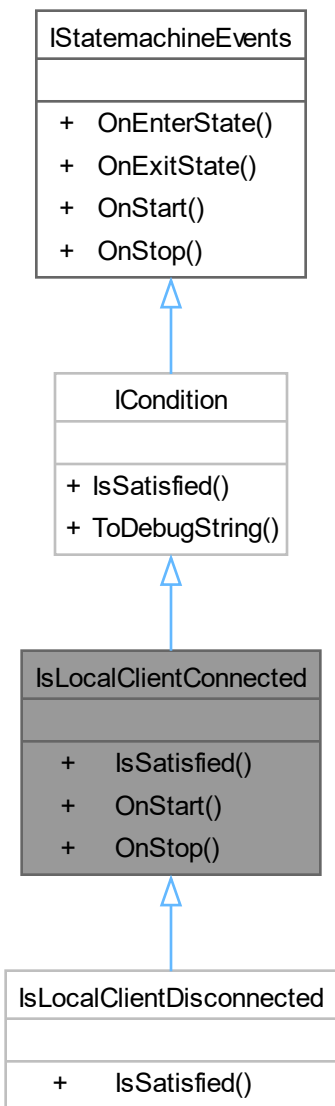 IStatemachineEvents
+ OnEnterState()
+ OnExitState()
+ OnStart()
+ OnStop()
ICondition
+ IsSatisfied()
+ ToDebugString()
IsLocalClientConnected
+ IsSatisfied()
+ OnStart()
+ OnStop()
IsLocalClientDisconnected
+ IsSatisfied()